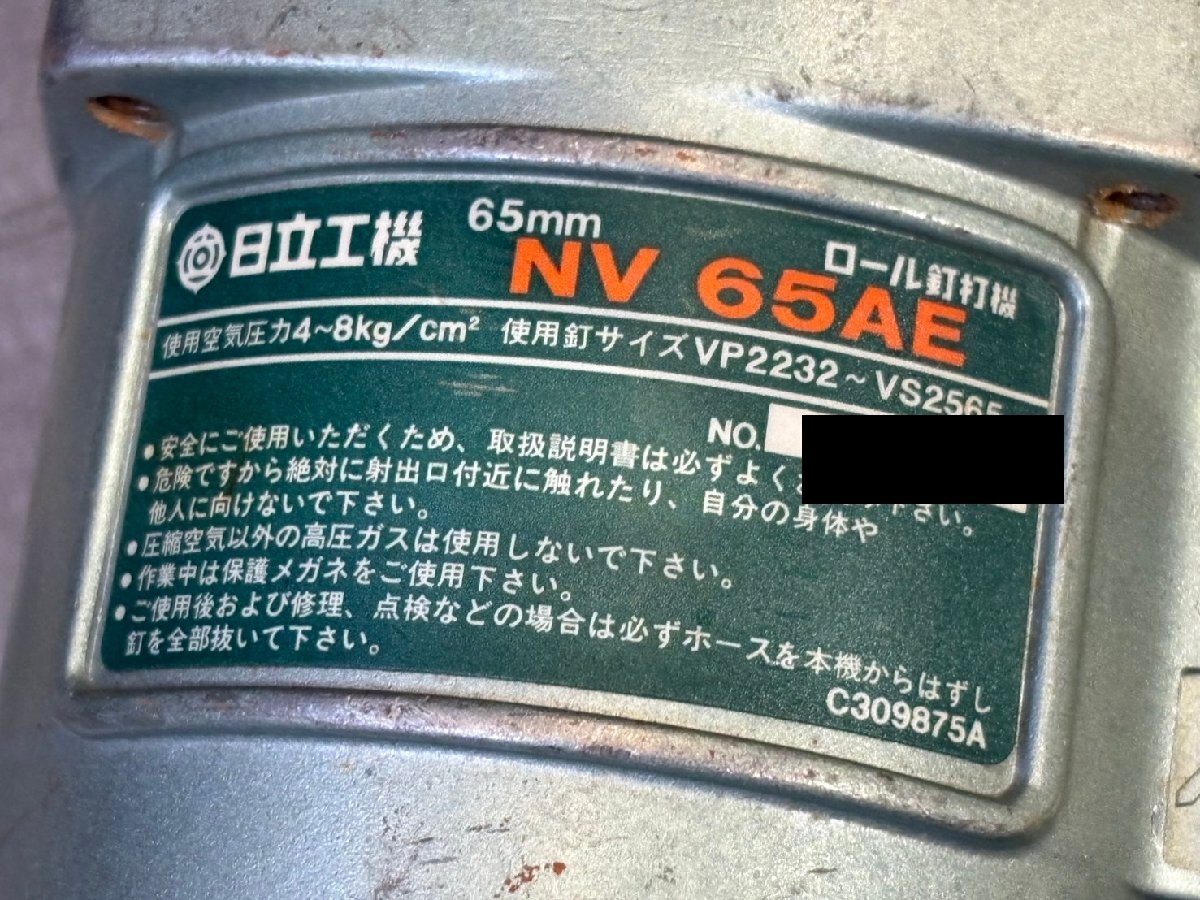 日立工機 65mm ロール釘打機
NV 65AE
使用空気圧力4~8kg/cm² 使用釘サイズVP2232~VS2565
NO.
•安全にご使用いただくため、取扱説明書は必ずよく 下さい。
•危険ですから絶対に射出口付近に触れたり、自分の身体や
他人に向けないで下さい。
•圧縮空気以外の高圧ガスは使用しないで下さい。
•作業中は保護メガネをご使用下さい。
•ご使用後および修理、点検などの場合は必ずホースを本機からはずし
釘を全部抜いて下さい。
C309875A